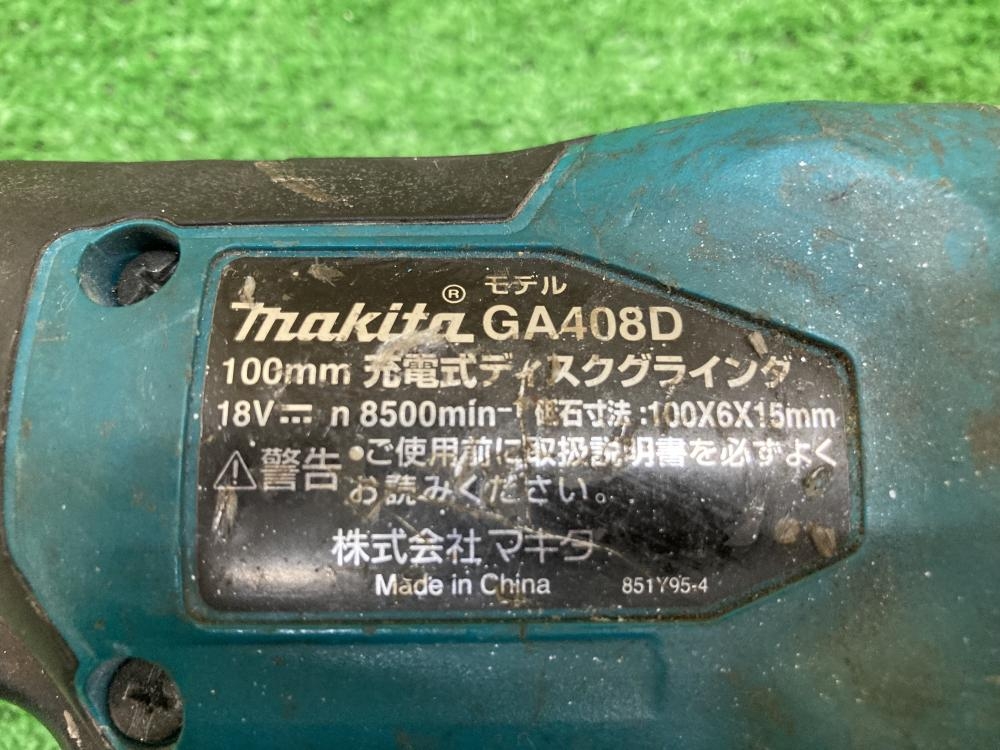 モデル
makita® GA408D
100mm 充電式ディスクグラインダ
18V⎓ n 8500min⁻¹ 砥石寸法:100X6X15mm
⚠警告 •ご使用前に取扱説明書を必ずよく
お読みください。
株式会社マキタ
Made in China 851Y95-4